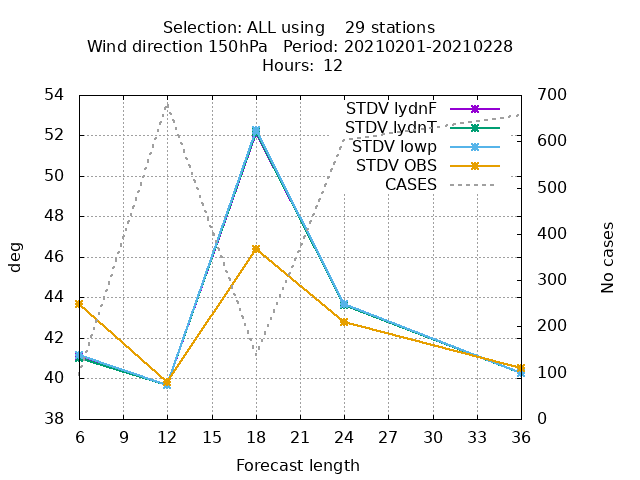 Selection: ALL using    29 stations
Wind direction 150hPa   Period: 20210201-20210228
Hours:  12
54
52
50
48
46
44
42
40
38
700
600
500
400
300
200
100
0
6
9
12
15
18
21
24
27
30
33
36
STDV lydnF
STDV lydnT
STDV lowp
STDV OBS
CASES
deg
No cases
Forecast length